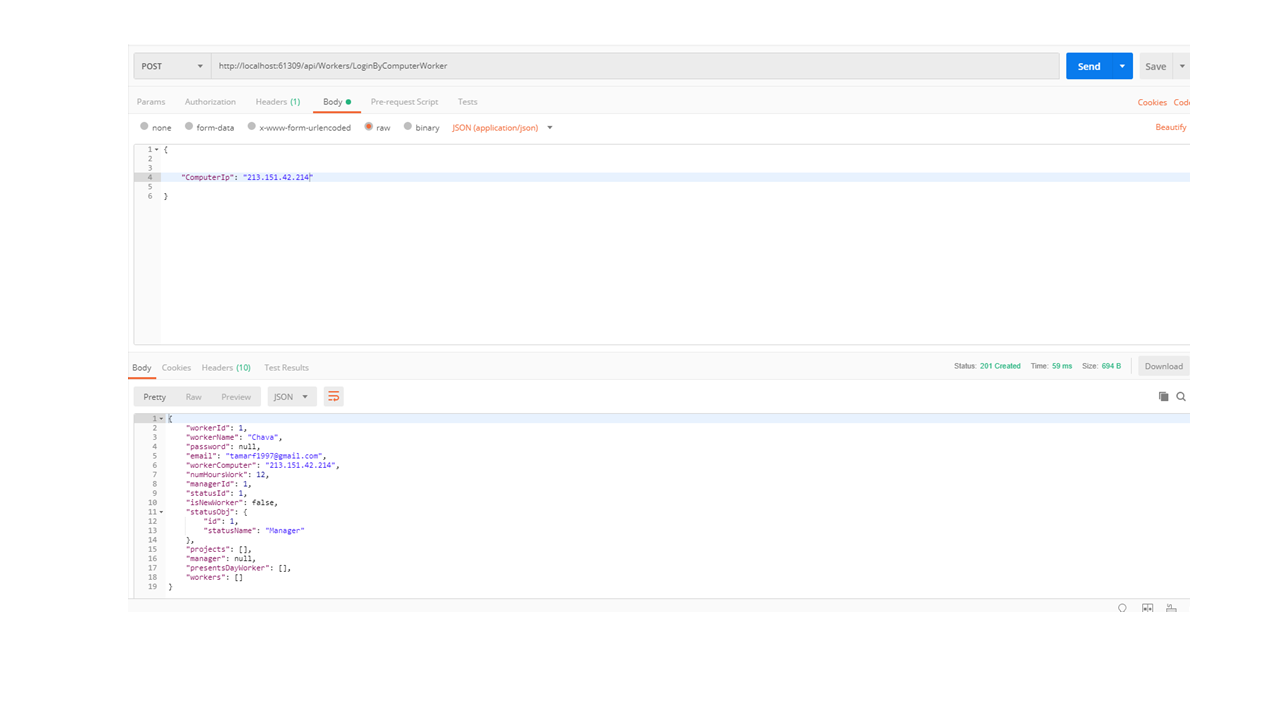 POST http://localhost:61309/api/Workers/LoginByComputerWorker Send Save
Params Authorization Headers (1) Body Pre-request Script Tests Cookies Code
none form-data x-www-form-urlencoded raw binary JSON (application/json) Beautify
1 {
2
3
4 "ComputerIp": "213.151.42.214"
5
6 }
Body Cookies Headers (10) Test Results Status: 201 Created Time: 59 ms Size: 694 B Download
Pretty Raw Preview JSON
1 {
2 "workerId": 1,
3 "workerName": "Chava",
4 "password": null,
5 "email": "tamarf1997@gmail.com",
6 "workerComputer": "213.151.42.214",
7 "numHoursWork": 12,
8 "managerId": 1,
9 "statusId": 1,
10 "isNewWorker": false,
11 "statusObj": {
12 "id": 1,
13 "statusName": "Manager"
14 },
15 "projects": [],
16 "manager": null,
17 "presentsDayWorker": [],
18 "workers": []
19 }